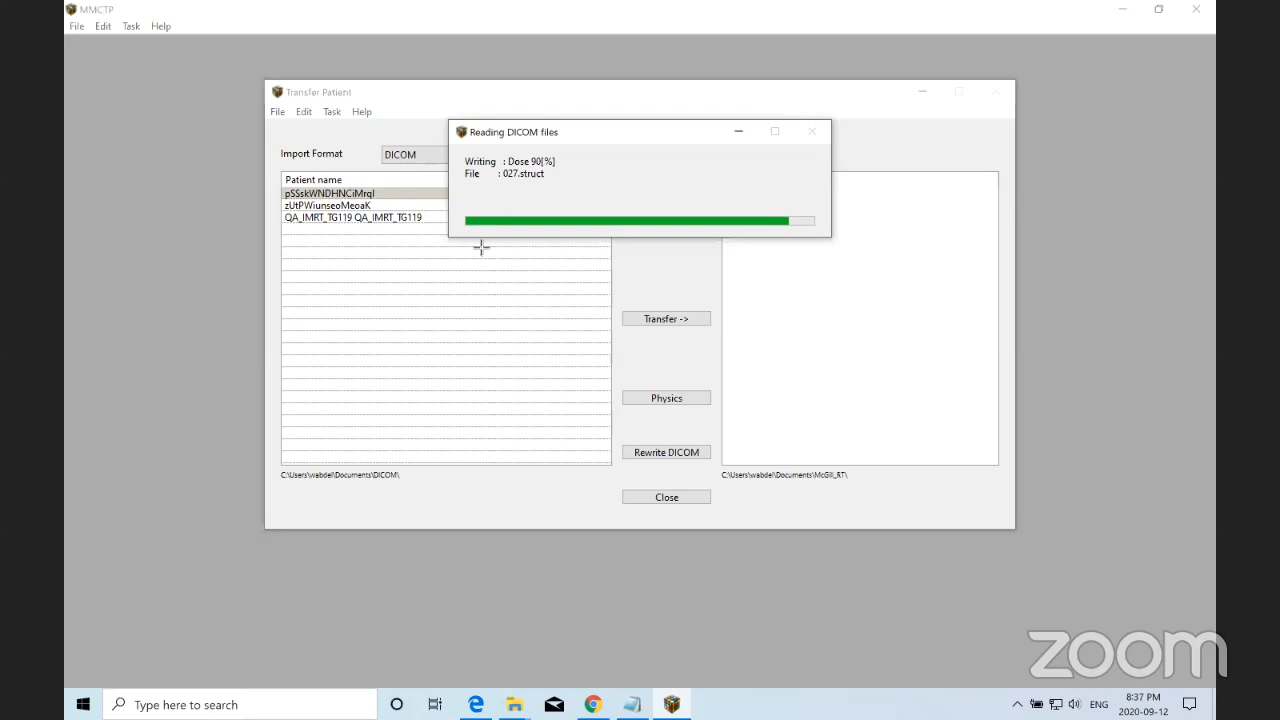 MMCTP
File Edit Task Help
Transfer Patient
File Edit Task Help
Reading DICOM files
Import Format DICOM
Writing : Dose 90[%]
File : 027.struct
Patient name
pSSskWNDHNCiMrqI
zUtPWiunseoMeoaK
QA_IMRT_TG119 QA_IMRT_TG119
Transfer ->
Physics
Rewrite DICOM
C:\Users\wabdel\Documents\DICOM\
C:\Users\wabdel\Documents\McGill_RT\
Close
zoom
Type here to search
ENG
8:37 PM
2020-09-12